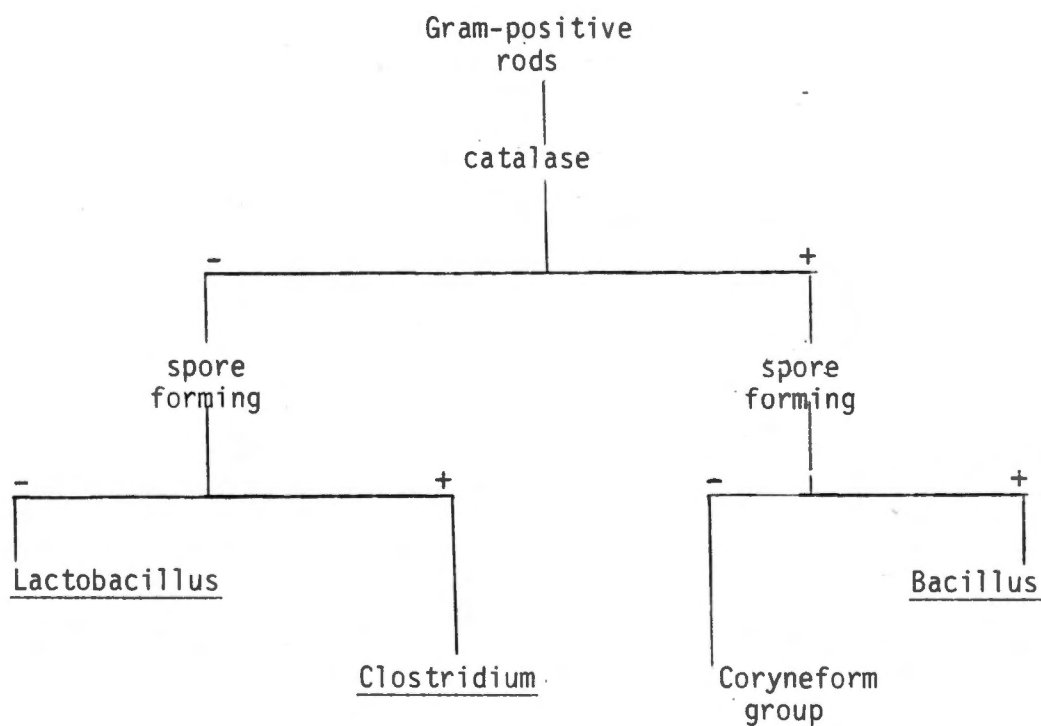 Gram-positive
rods
catalase
- +
spore
forming
spore
forming
- +
- +
Lactobacillus
Bacillus
Clostridium
Coryneform
group